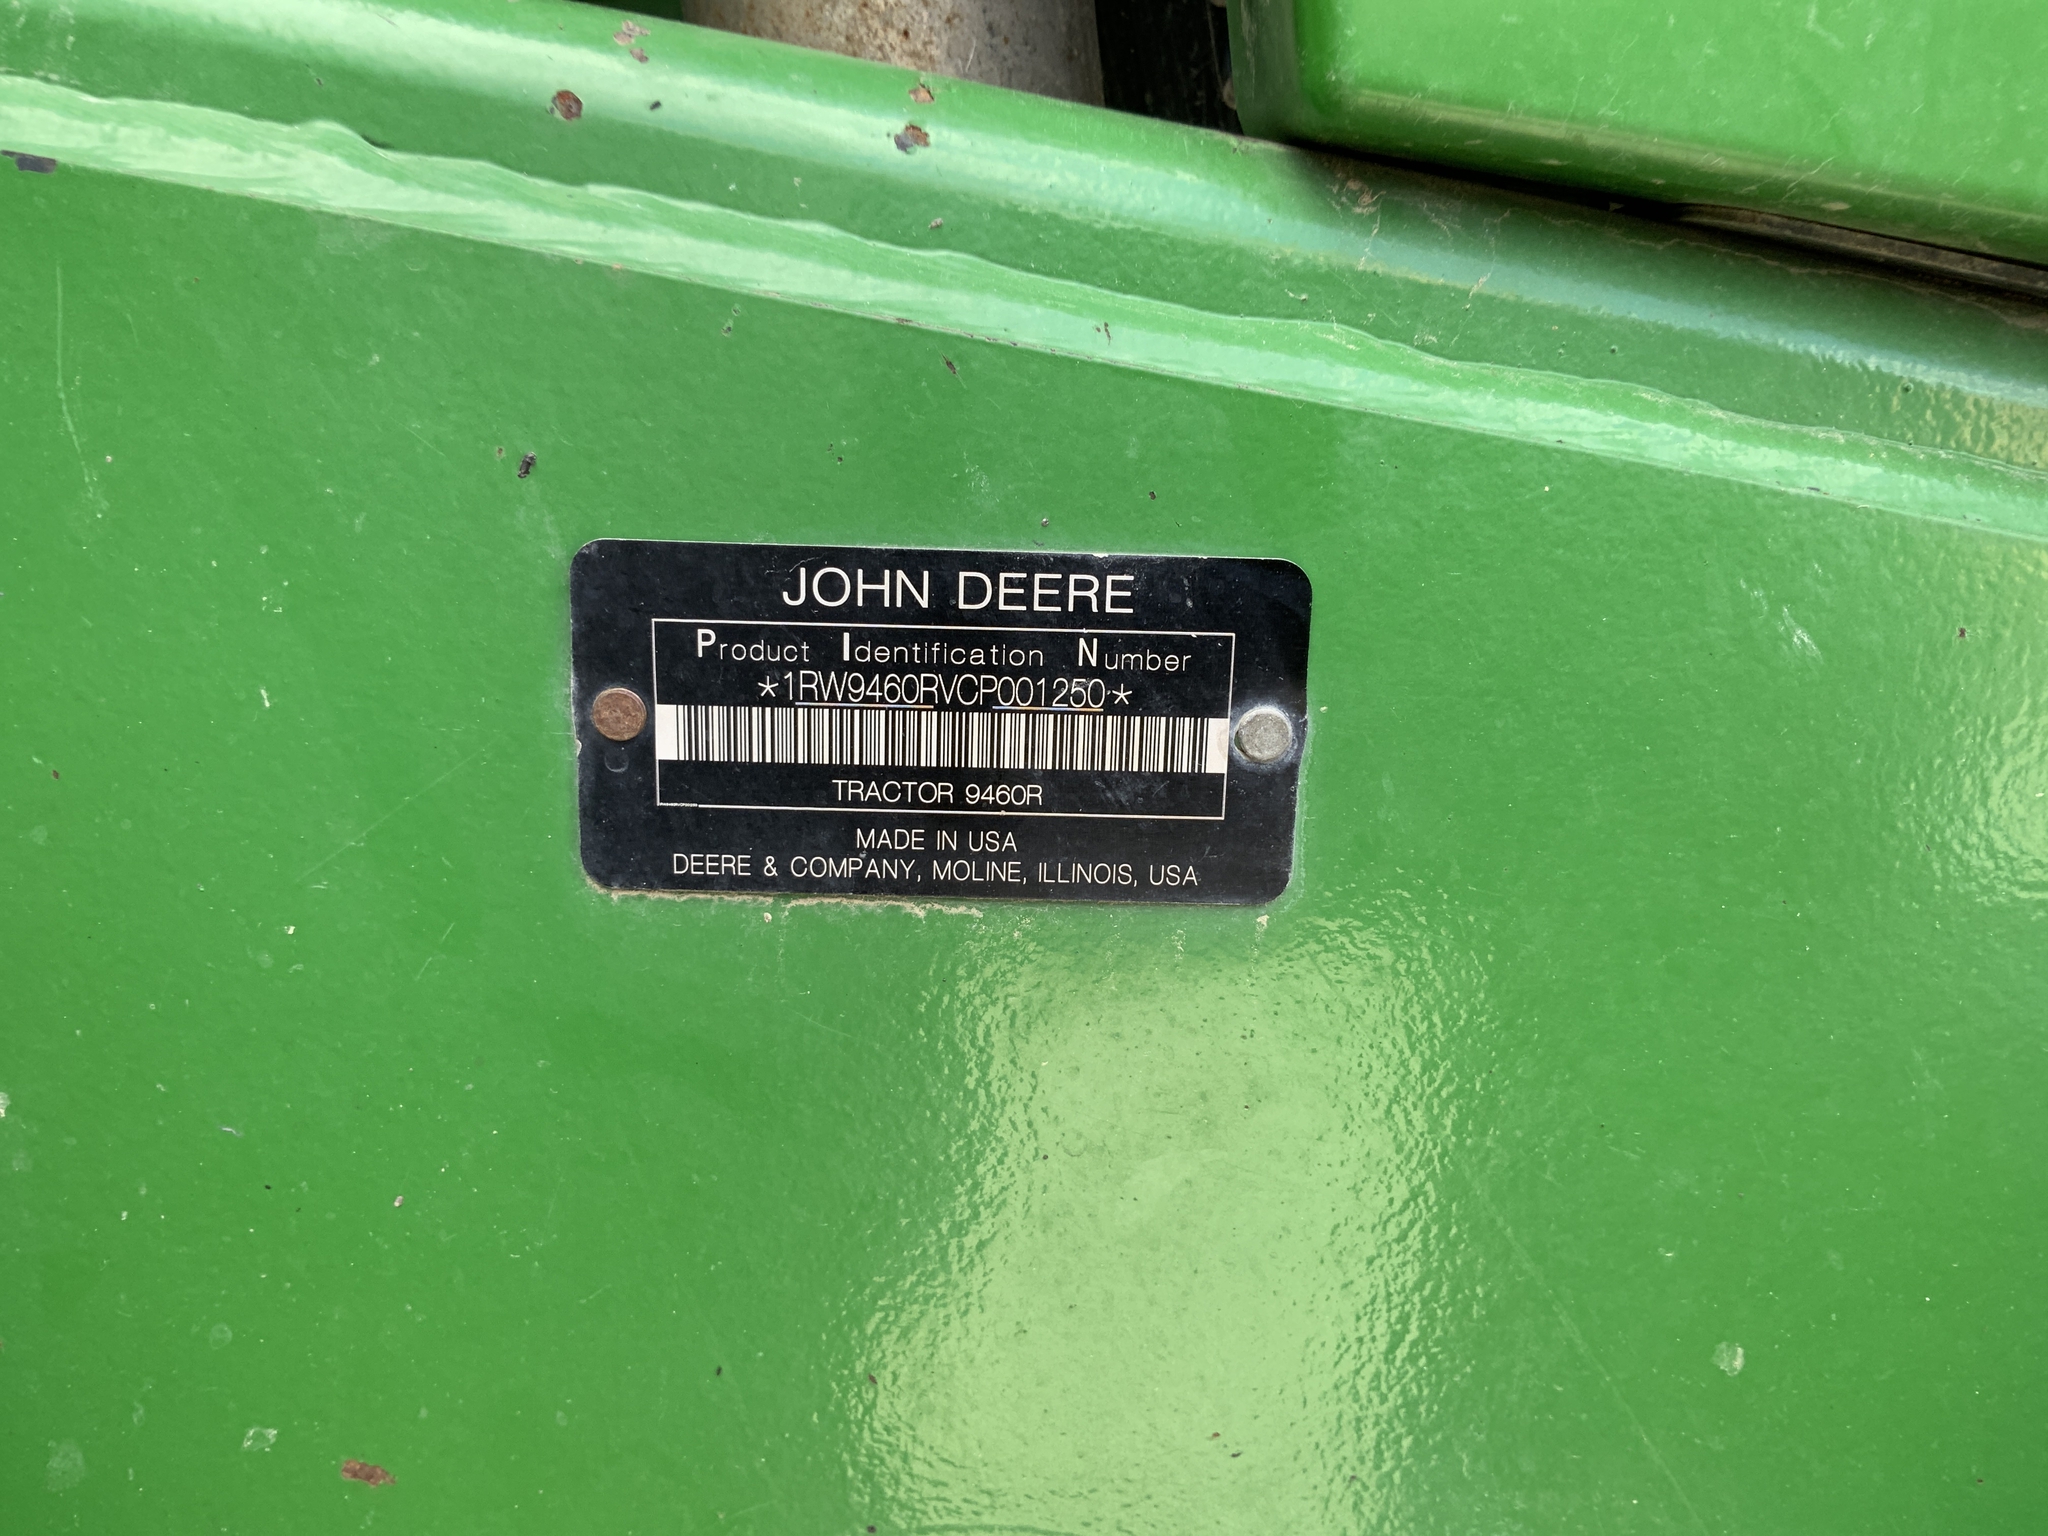 JOHN DEERE
Product Identification Number
*1RW9460RVCP001250*
TRACTOR 9460R
MADE IN USA
DEERE & COMPANY, MOLINE, ILLINOIS, USA